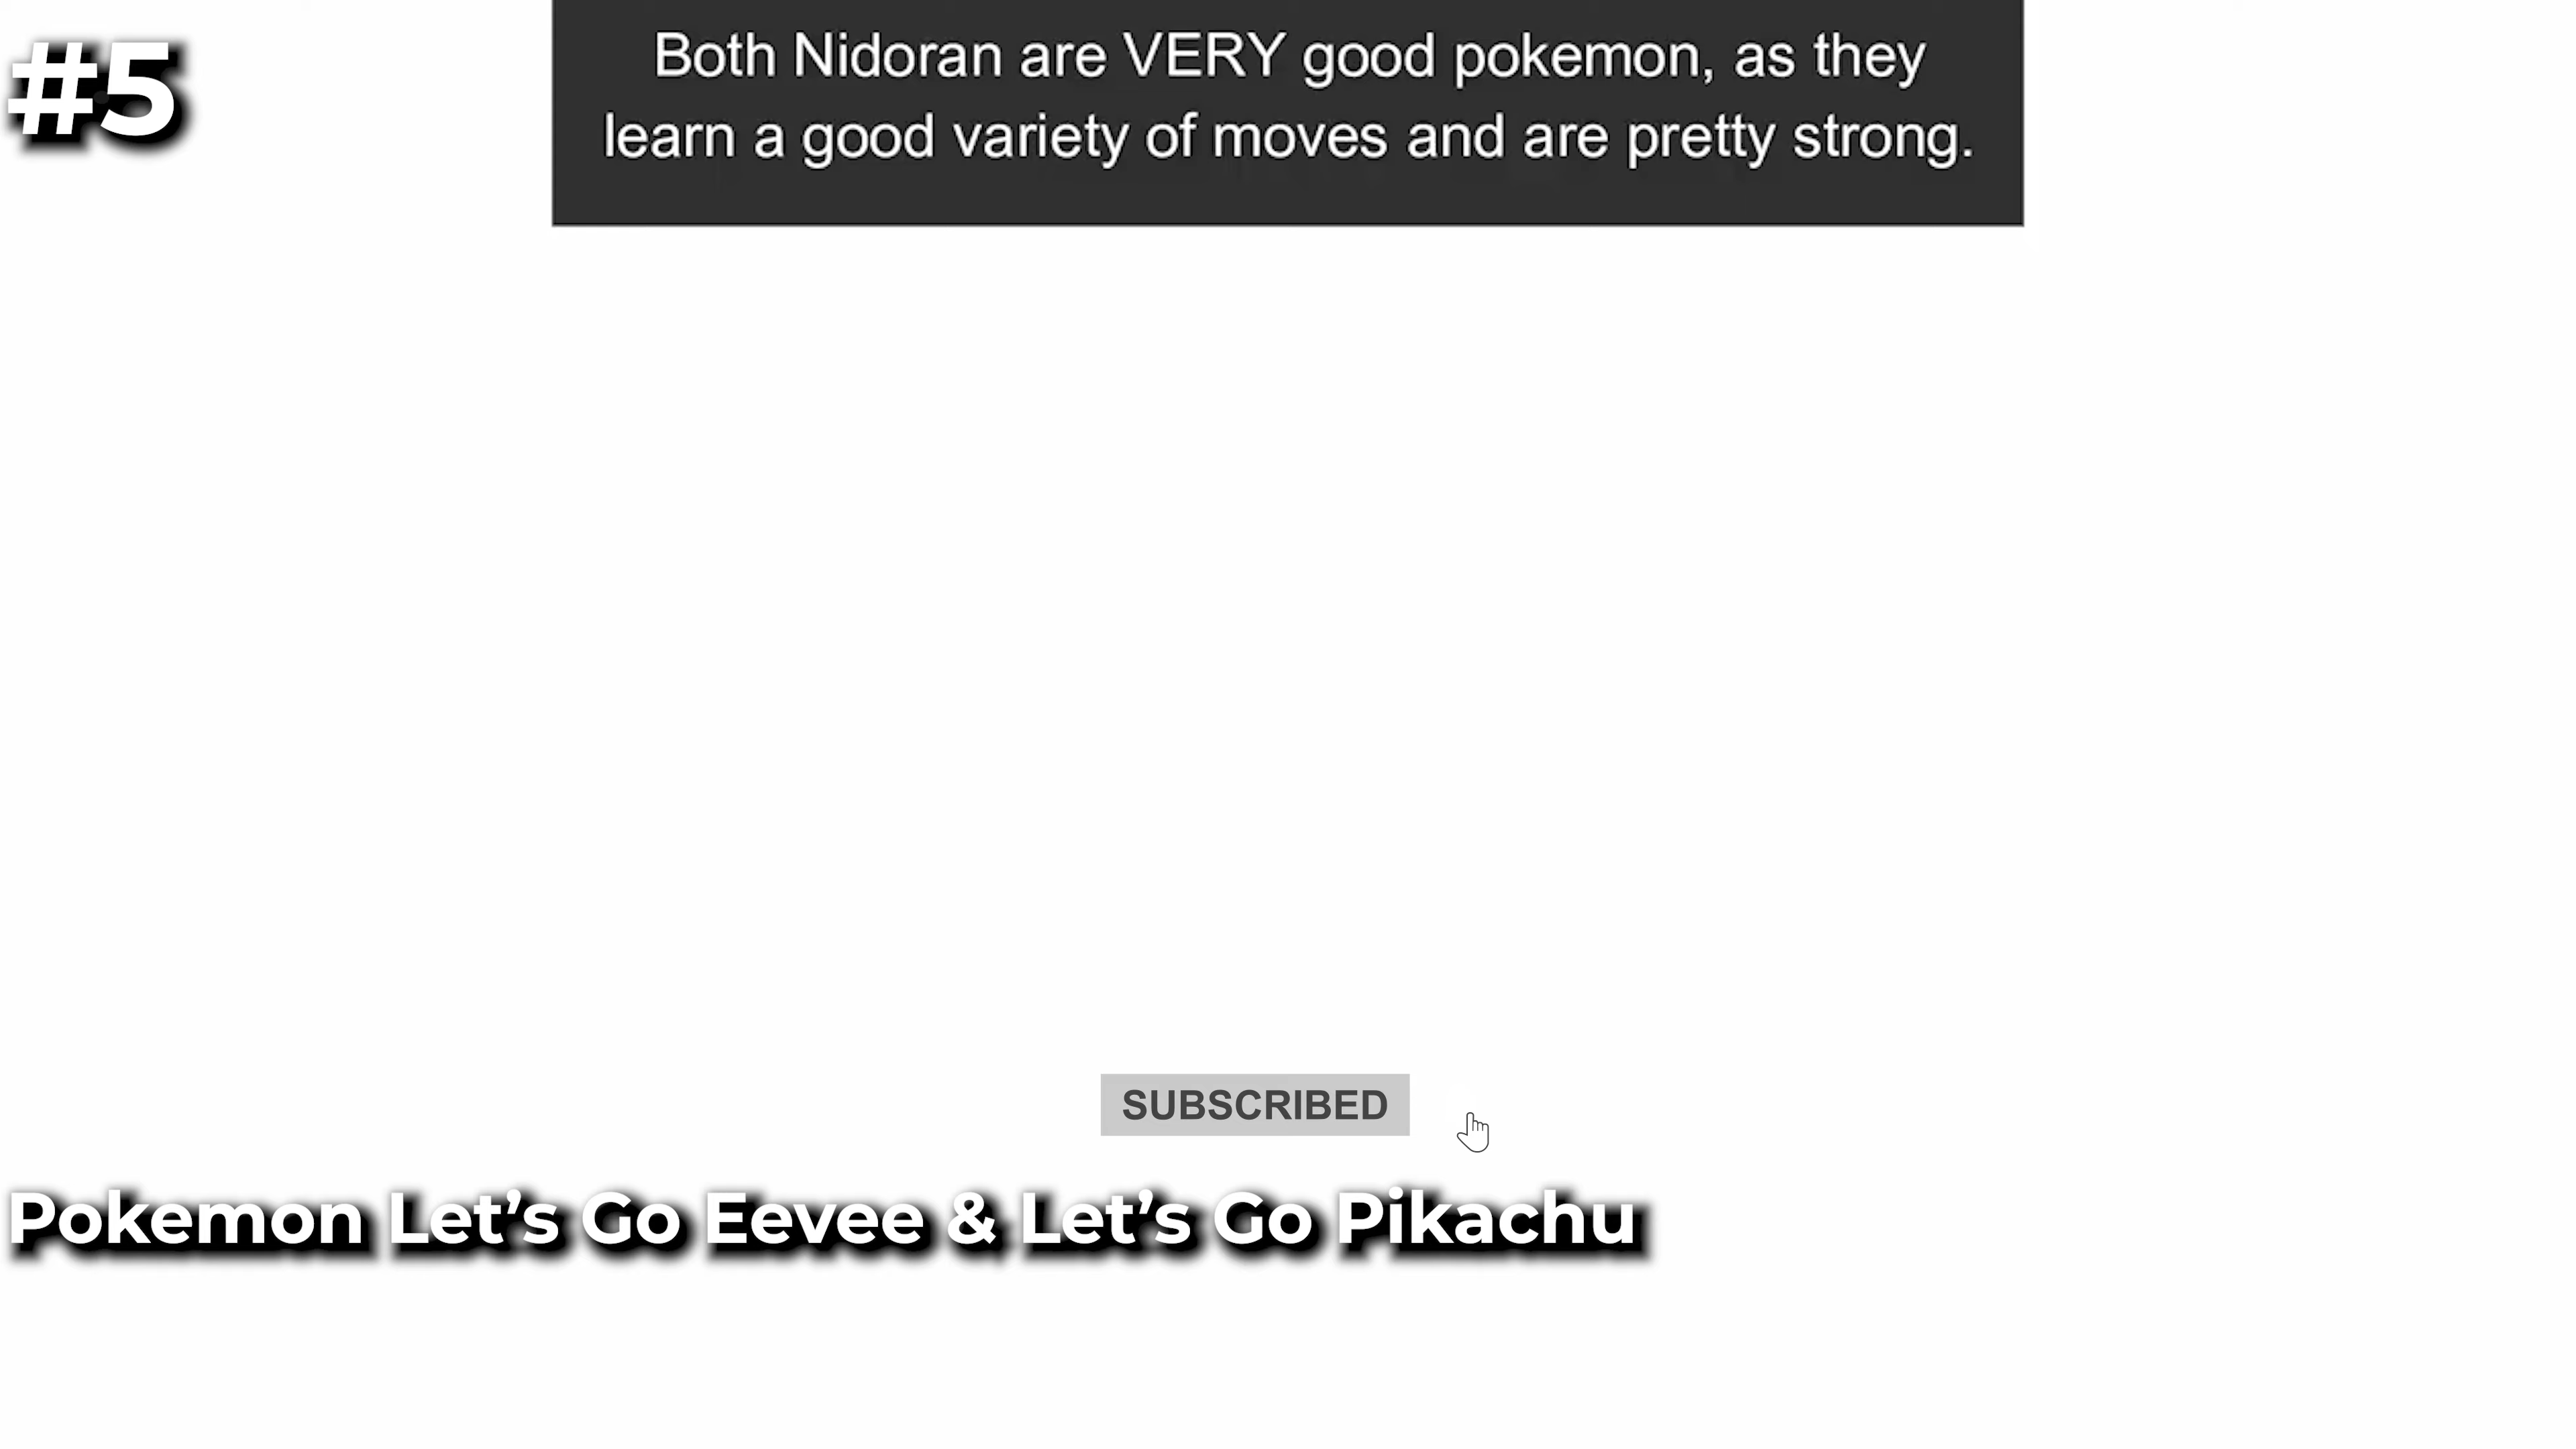 #5
Both Nidoran are VERY good pokemon, as they
learn a good variety of moves and are pretty strong.
SUBSCRIBED
Pokemon Let’s Go Eevee & Let’s Go Pikachu